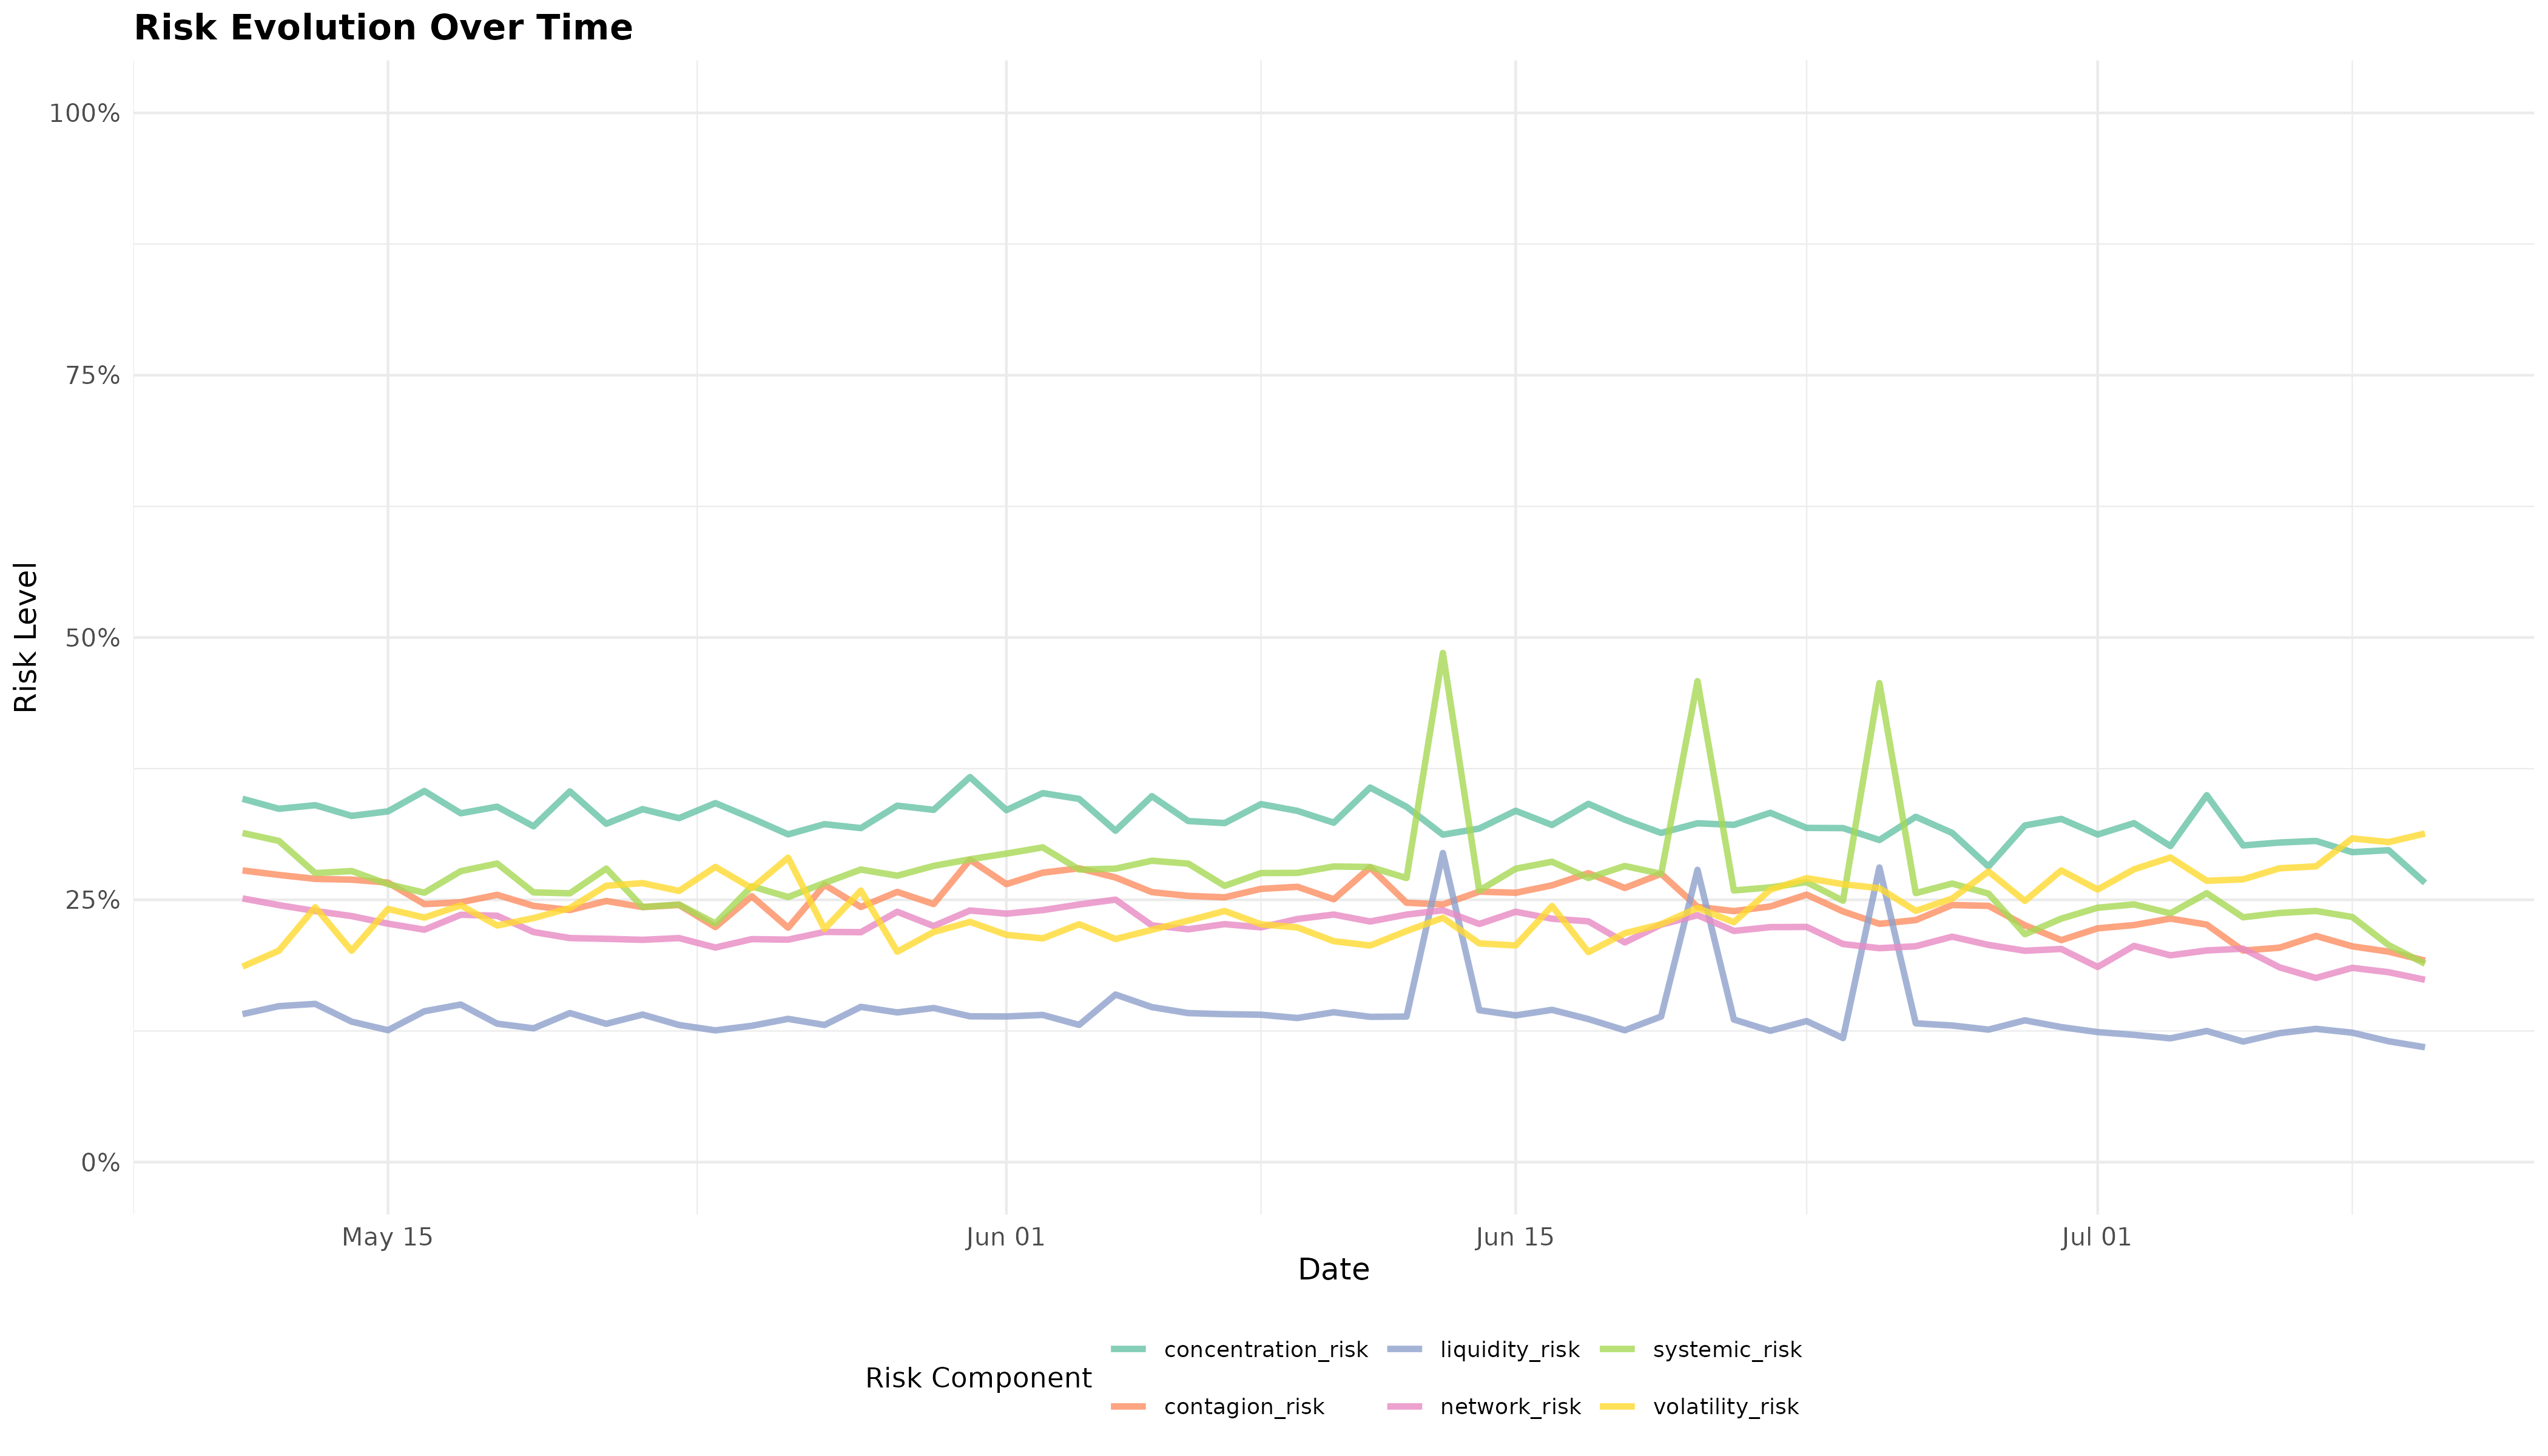 Risk Evolution Over Time
100%
75%
50%
25%
0%
Risk Level
May 15
Jun 01
Jun 15
Jul 01
Date
Risk Component
concentration_risk
liquidity_risk
systemic_risk
contagion_risk
network_risk
volatility_risk